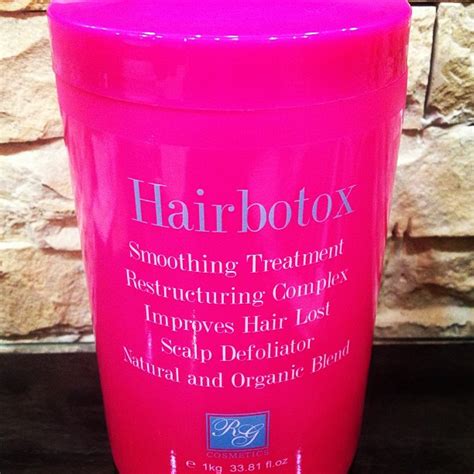 Hairbotox
Smoothing Treatment
Restructuring Complex
Improves Hair Lost
Scalp Defoliator
Natural and Organic Blend
RG
COSMETICS
e 1kg 33.81 fl.oz